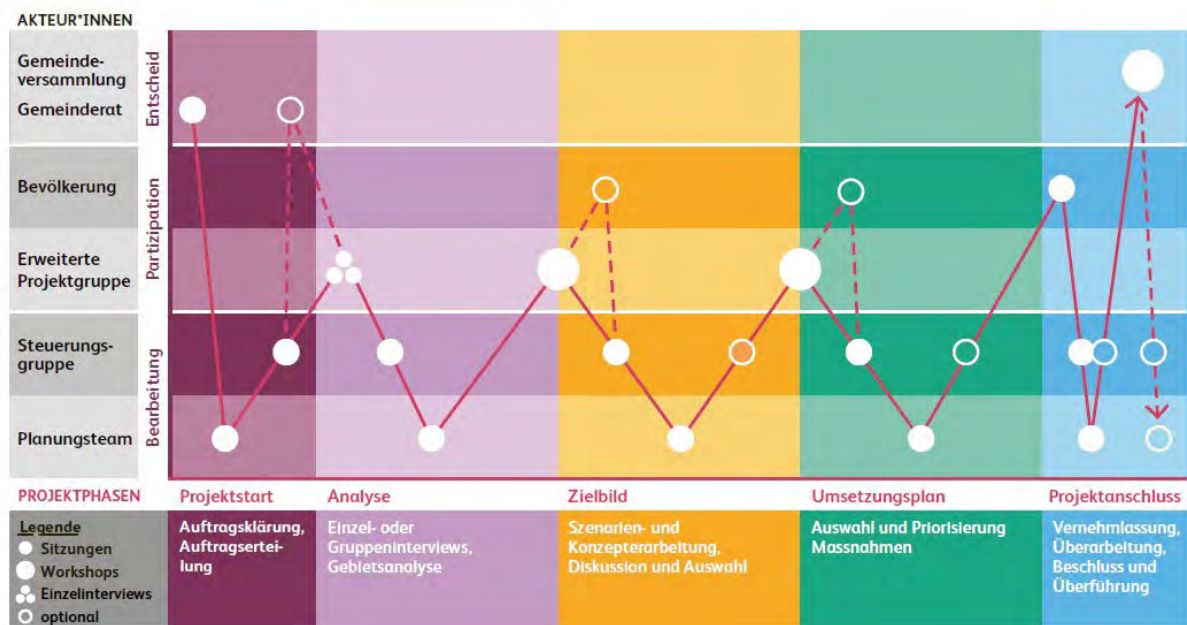 AKTEUR*INNEN
Gemeinde-
versammlung
Gemeinderat
Entscheid
Bevölkerung
Erweiterte
Projektgruppe
Partizipation
Steuerungs-
gruppe
Planungsteam
Bearbeitung
PROJEKTPHASEN
Projektstart
Analyse
Zielbild
Umsetzungsplan
Projektanschluss
Legende
Sitzungen
Workshops
Einzelinterviews
optional
Auftragsklärung,
Auftragsertei-
lung
Einzel- oder
Gruppeninterviews,
Gebietsanalyse
Szenarien- und
Konzepterarbeitung,
Diskussion und Auswahl
Auswahl und Priorisierung
Massnahmen
Vernehmlassung,
Überarbeitung,
Beschluss und
Überführung